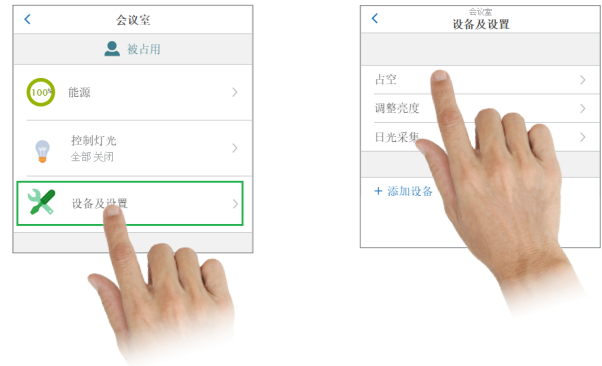 会议室
被占用
100%
能源
控制灯光
全部关闭
设备及设置
会议室
设备及设置
占空
调整亮度
日光采集
+ 添加设备